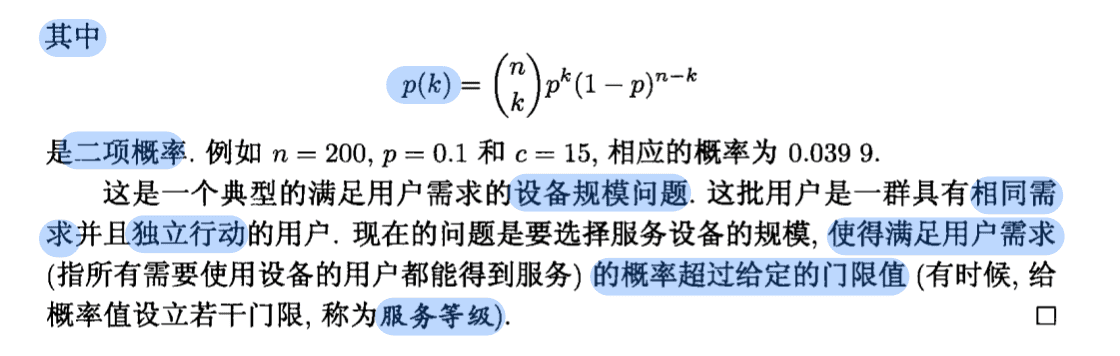 其中
p(k) = \binom{n}{k} p^k (1 − p)^{n−k}
是二项概率. 例如 n = 200, p = 0.1 和 c = 15, 相应的概率为 0.039 9.
这是一个典型的满足用户需求的设备规模问题. 这批用户是一群具有相同需
求并且独立行动的用户. 现在的问题是要选择服务设备的规模, 使得满足用户需求
(指所有需要使用设备的用户都能得到服务) 的概率超过给定的门限值 (有时候, 给
概率值设立若干门限, 称为服务等级). □